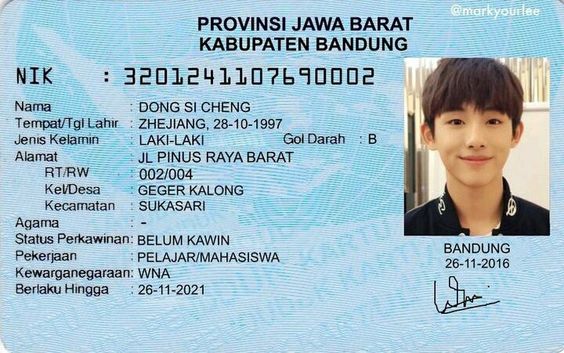 @markyourlee
PROVINSI JAWA BARAT
KABUPATEN BANDUNG
NIK : 3201241107690002
Nama : DONG SI CHENG
Tempat/Tgl Lahir : ZHEJIANG, 28-10-1997
Jenis Kelamin : LAKI-LAKI Gol Darah : B
Alamat : JL PINUS RAYA BARAT
RT/RW : 002/004
Kel/Desa : GEGER KALONG
Kecamatan : SUKASARI
Agama : -
Status Perkawinan: BELUM KAWIN
Pekerjaan : PELAJAR/MAHASISWA
Kewarganegaraan: WNA
Berlaku Hingga : 26-11-2021
BANDUNG
26-11-2016